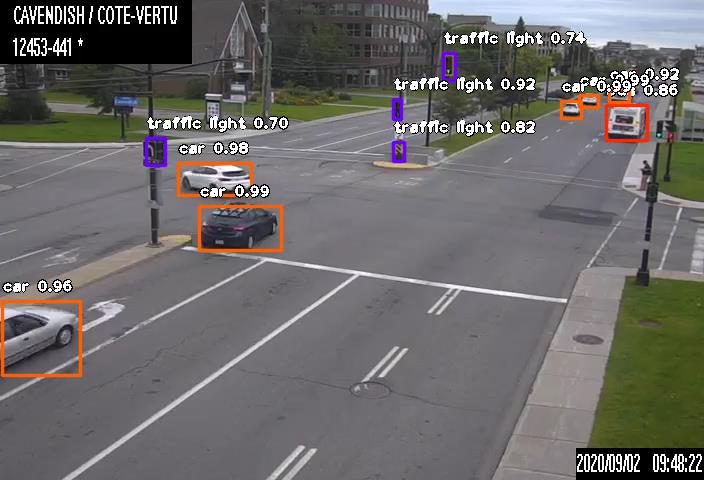 CAVENDISH / COTE-VERTU
12453-441 *
traffic light 0.74
traffic light 0.92
traffic light 0.82
traffic light 0.70
car 0.98
car 0.99
car 0.96
car 0.99
0.92
0.86
2020/09/02 09:48:22